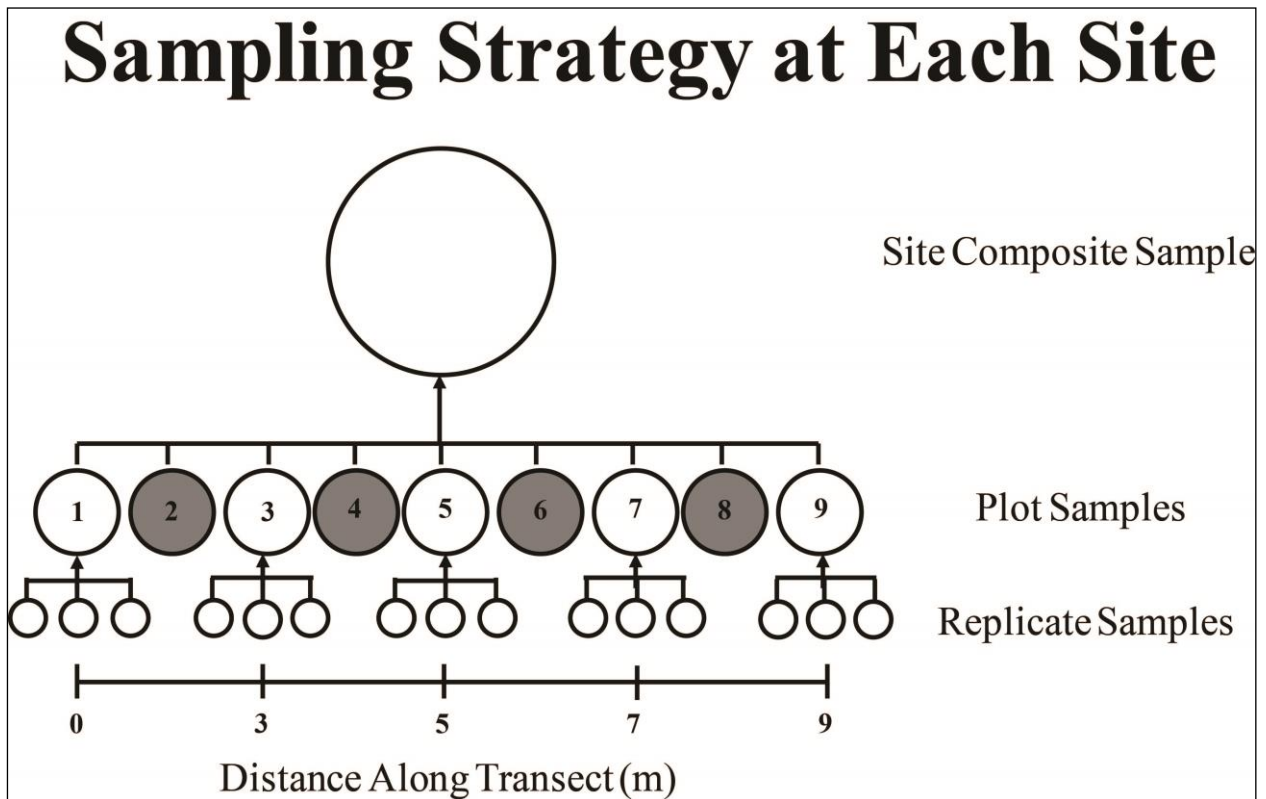 Sampling Strategy at Each Site
Site Composite Sample
1 2 3 4 5 6 7 8 9
Plot Samples
Replicate Samples
0 3 5 7 9
Distance Along Transect (m)